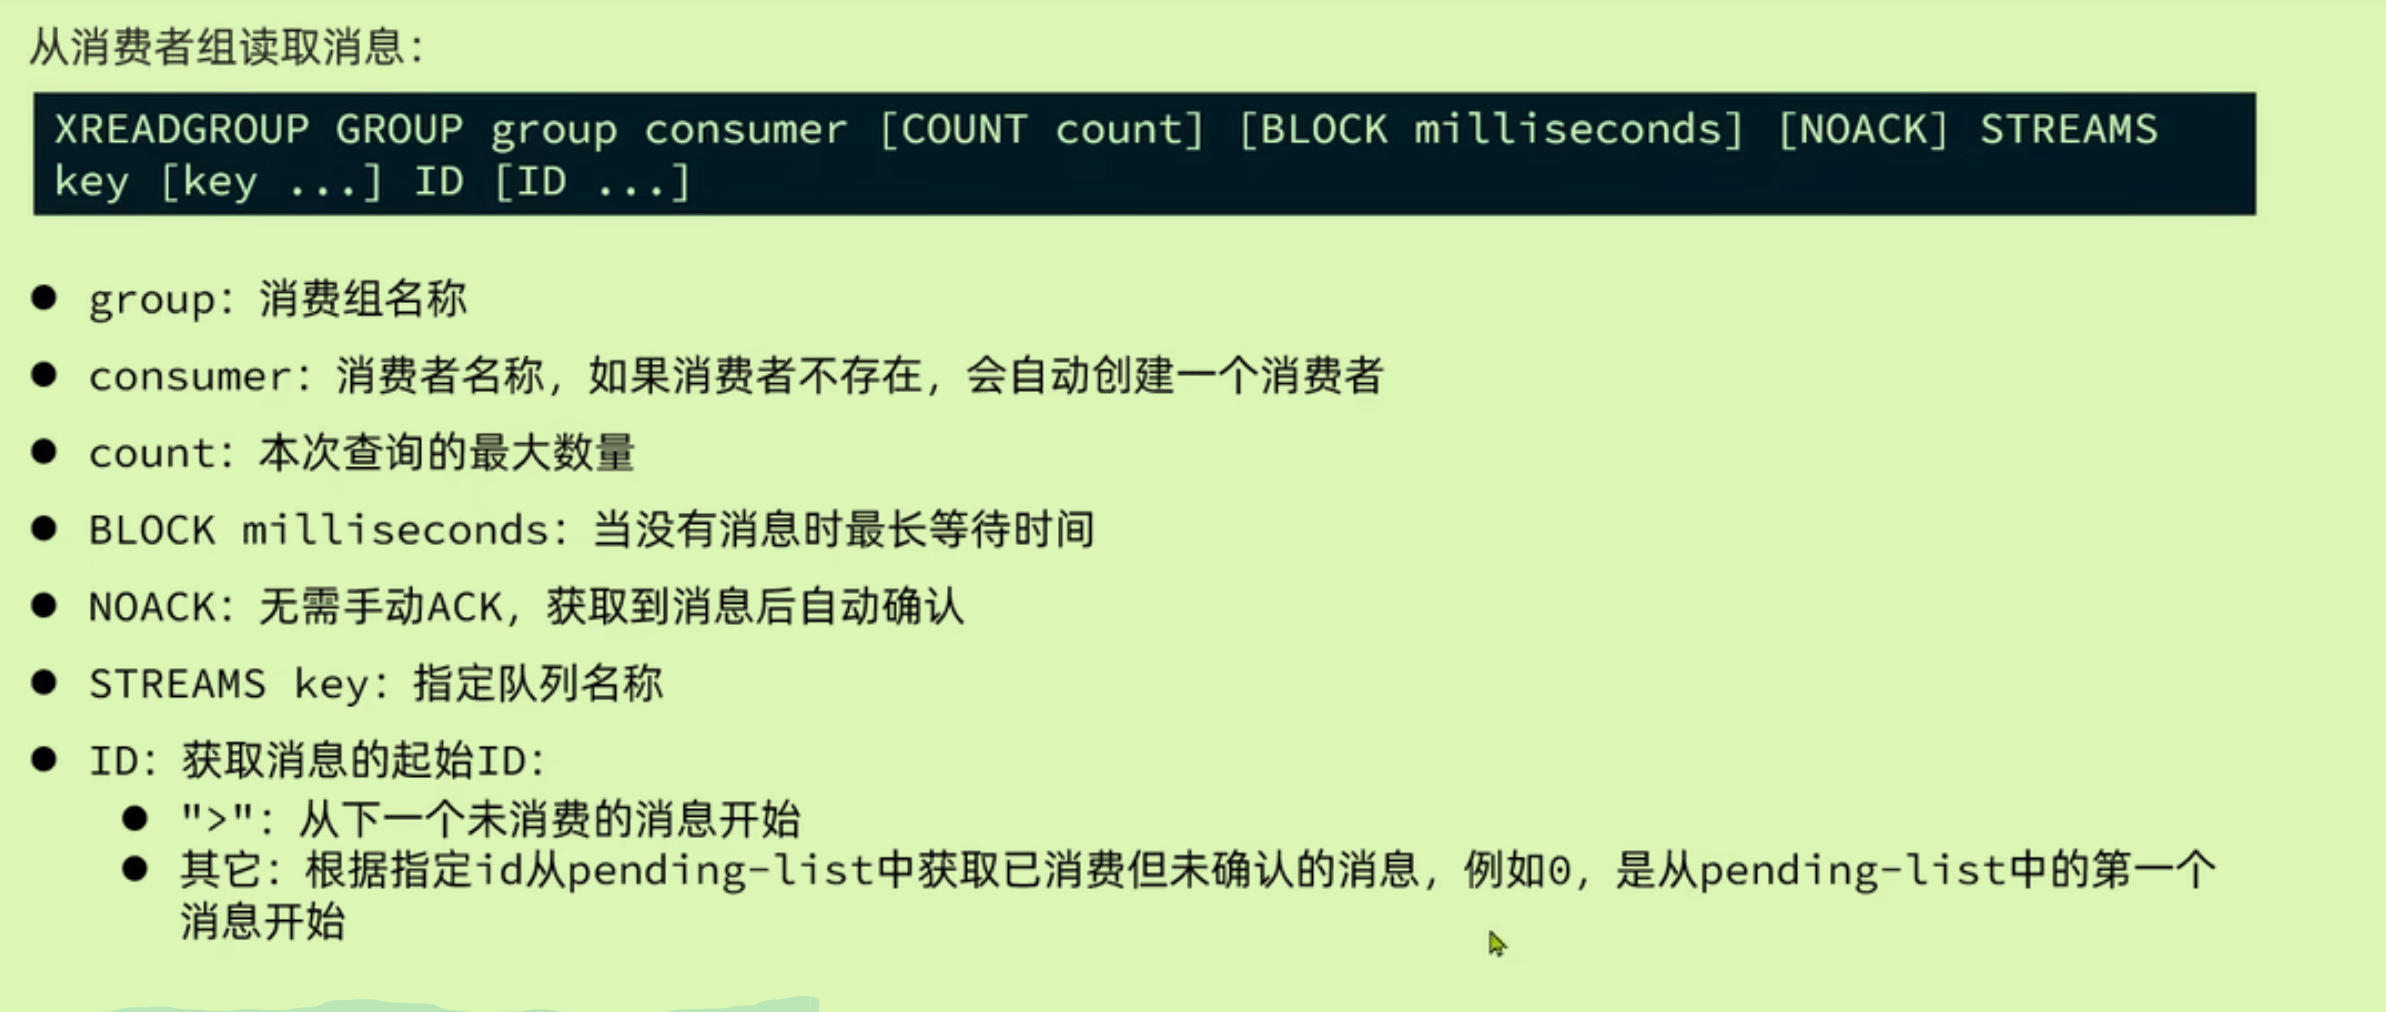 从消费者组读取消息：
XREADGROUP GROUP group consumer [COUNT count] [BLOCK milliseconds] [NOACK] STREAMS
key [key ...] ID [ID ...]
● group：消费组名称
● consumer：消费者名称，如果消费者不存在，会自动创建一个消费者
● count：本次查询的最大数量
● BLOCK milliseconds：当没有消息时最长等待时间
● NOACK：无需手动ACK，获取到消息后自动确认
● STREAMS key：指定队列名称
● ID：获取消息的起始ID：
● ">"：从下一个未消费的消息开始
● 其它：根据指定id从pending-list中获取已消费但未确认的消息，例如0，是从pending-list中的第一个
消息开始